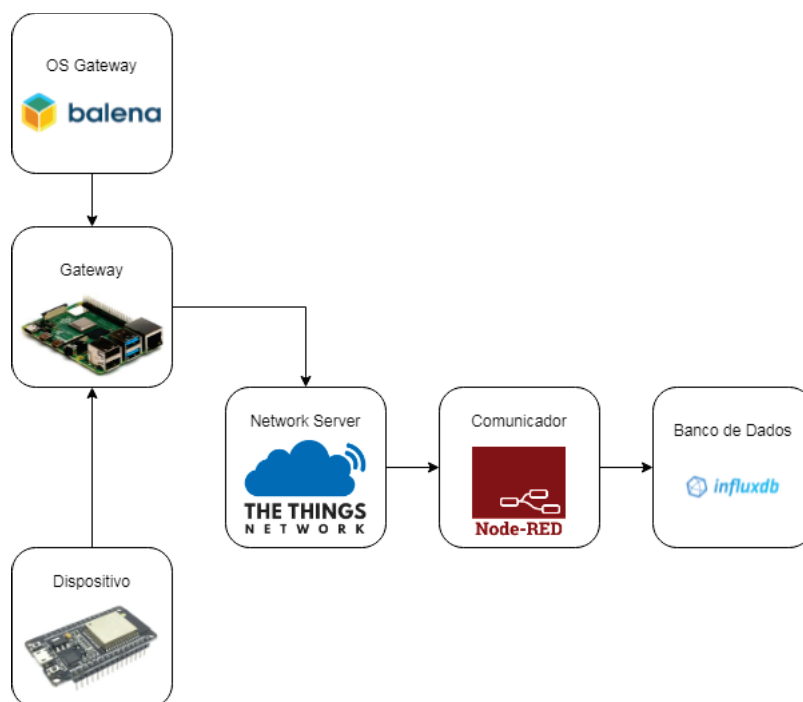 OS Gateway
balena
Gateway
Network Server
THE THINGS
NETWORK
Comunicador
Node-RED
Banco de Dados
influxdb
Dispositivo